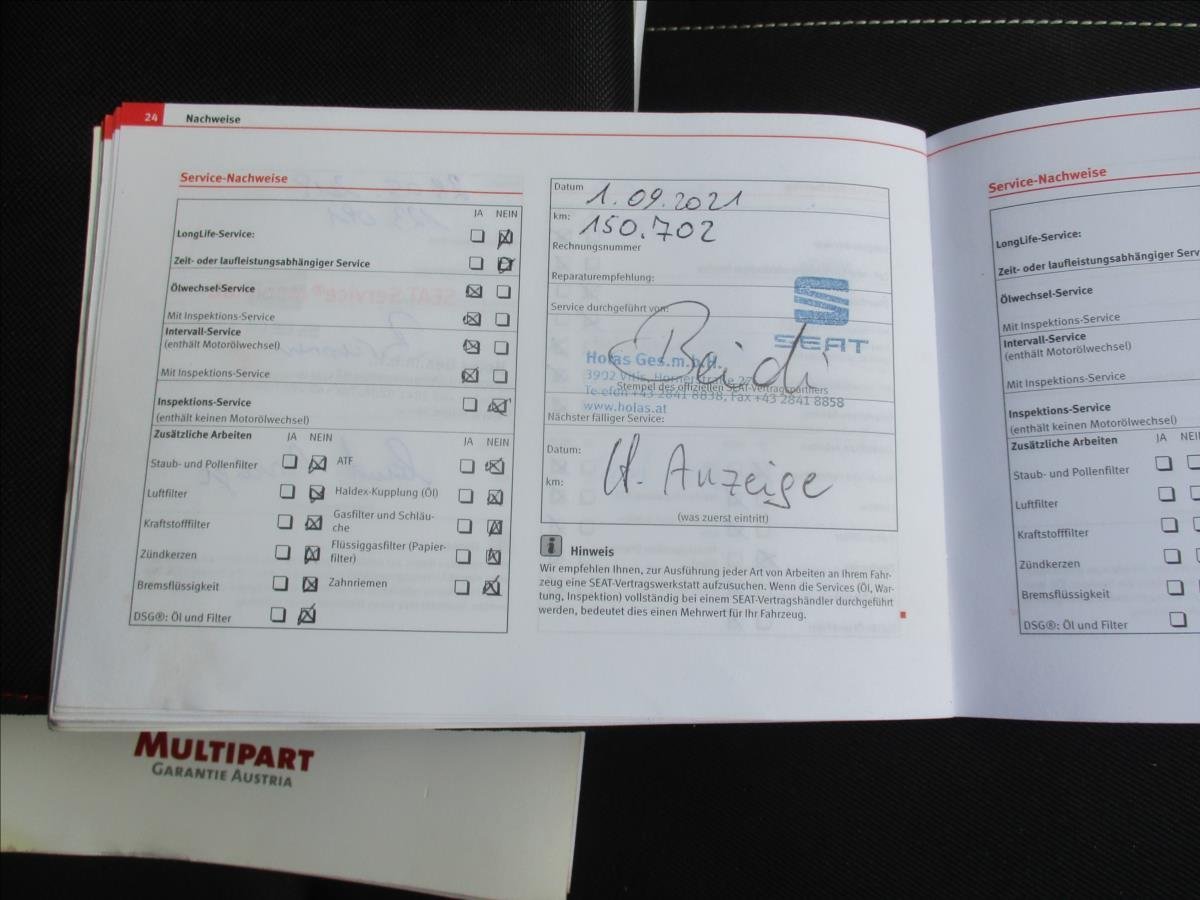 24 Nachweise
Service-Nachweise
JA NEIN
LongLife-Service:
Zeit- oder laufleistungsabhängiger Service
Ölwechsel-Service
Mit Inspektions-Service
Intervall-Service
(enthält Motorölwechsel)
Mit Inspektions-Service
Inspektions-Service
(enthält keinen Motorölwechsel)
Zusätzliche Arbeiten JA NEIN JA NEIN
Staub- und Pollenfilter ATF
Luftfilter Haldex-Kupplung (Öl)
Kraftstofffilter Gasfilter und Schläu-
che
Zündkerzen Flüssiggasfilter (Papier-
filter)
Bremsflüssigkeit Zahnriemen
DSG®: Öl und Filter
Datum 1.09.2021
km: 150.702
Rechnungsnummer
Reparaturempfehlung:
Service durchgeführt von:
SEAT
Holas Ges.m.b.H.
3902 Vitis, Hornerstraße
Stempel des offiziellen SEAT-Vertragspartners
Telefon +43 2841 8838, Fax +43 2841 8858
www.holas.at
Nächster fälliger Service:
Datum:
km:
Anzeige
(was zuerst eintritt)
i Hinweis
Wir empfehlen Ihnen, zur Ausführung jeder Art von Arbeiten an Ihrem Fahr-
zeug eine SEAT-Vertragswerkstatt aufzusuchen. Wenn die Services (Öl, War-
tung, Inspektion) vollständig bei einem SEAT-Vertragshändler durchgeführt
werden, bedeutet dies einen Mehrwert für Ihr Fahrzeug.
Service-Nachweise
LongLife-Service:
Zeit- oder laufleistungsabhängiger
Ölwechsel-Service
Mit Inspektions-Service
Intervall-Service
(enthält Motorölwechsel)
Mit Inspektions-Service
Inspektions-Service
(enthält keinen Motorölwechsel)
Zusätzliche Arbeiten JA NEIN
Staub- und Pollenfilter
Luftfilter
Kraftstofffilter
Zündkerzen
Bremsflüssigkeit
DSG®: Öl und Filter
MULTIPART
GARANTIE AUSTRIA